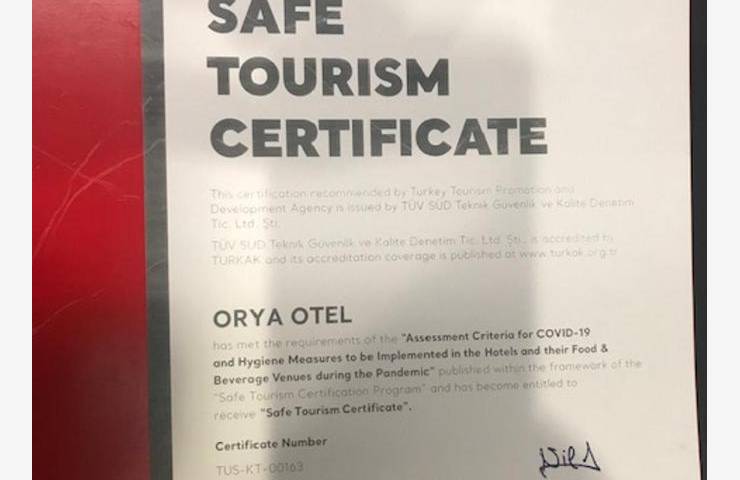 SAFE
TOURISM
CERTIFICATE
This certification recommended by Turkey Tourism Promotion and
Development Agency is issued by TÜV SÜD Teknik Güvenlik ve Kalite Denetim
Tic. Ltd. Şti.
TÜV SÜD Teknik Güvenlik ve Kalite Denetim Tic. Ltd. Şti., is accredited by
TURKAK and its accreditation coverage is published at www.turkak.org.tr
ORYA OTEL
has met the requirements of the "Assessment Criteria for COVID-19
and Hygiene Measures to be Implemented in the Hotels and their Food &
Beverage Venues during the Pandemic" published within the framework of the
"Safe Tourism Certification Program" and has become entitled to
receive "Safe Tourism Certificate".
Certificate Number
TUS-KT-00163